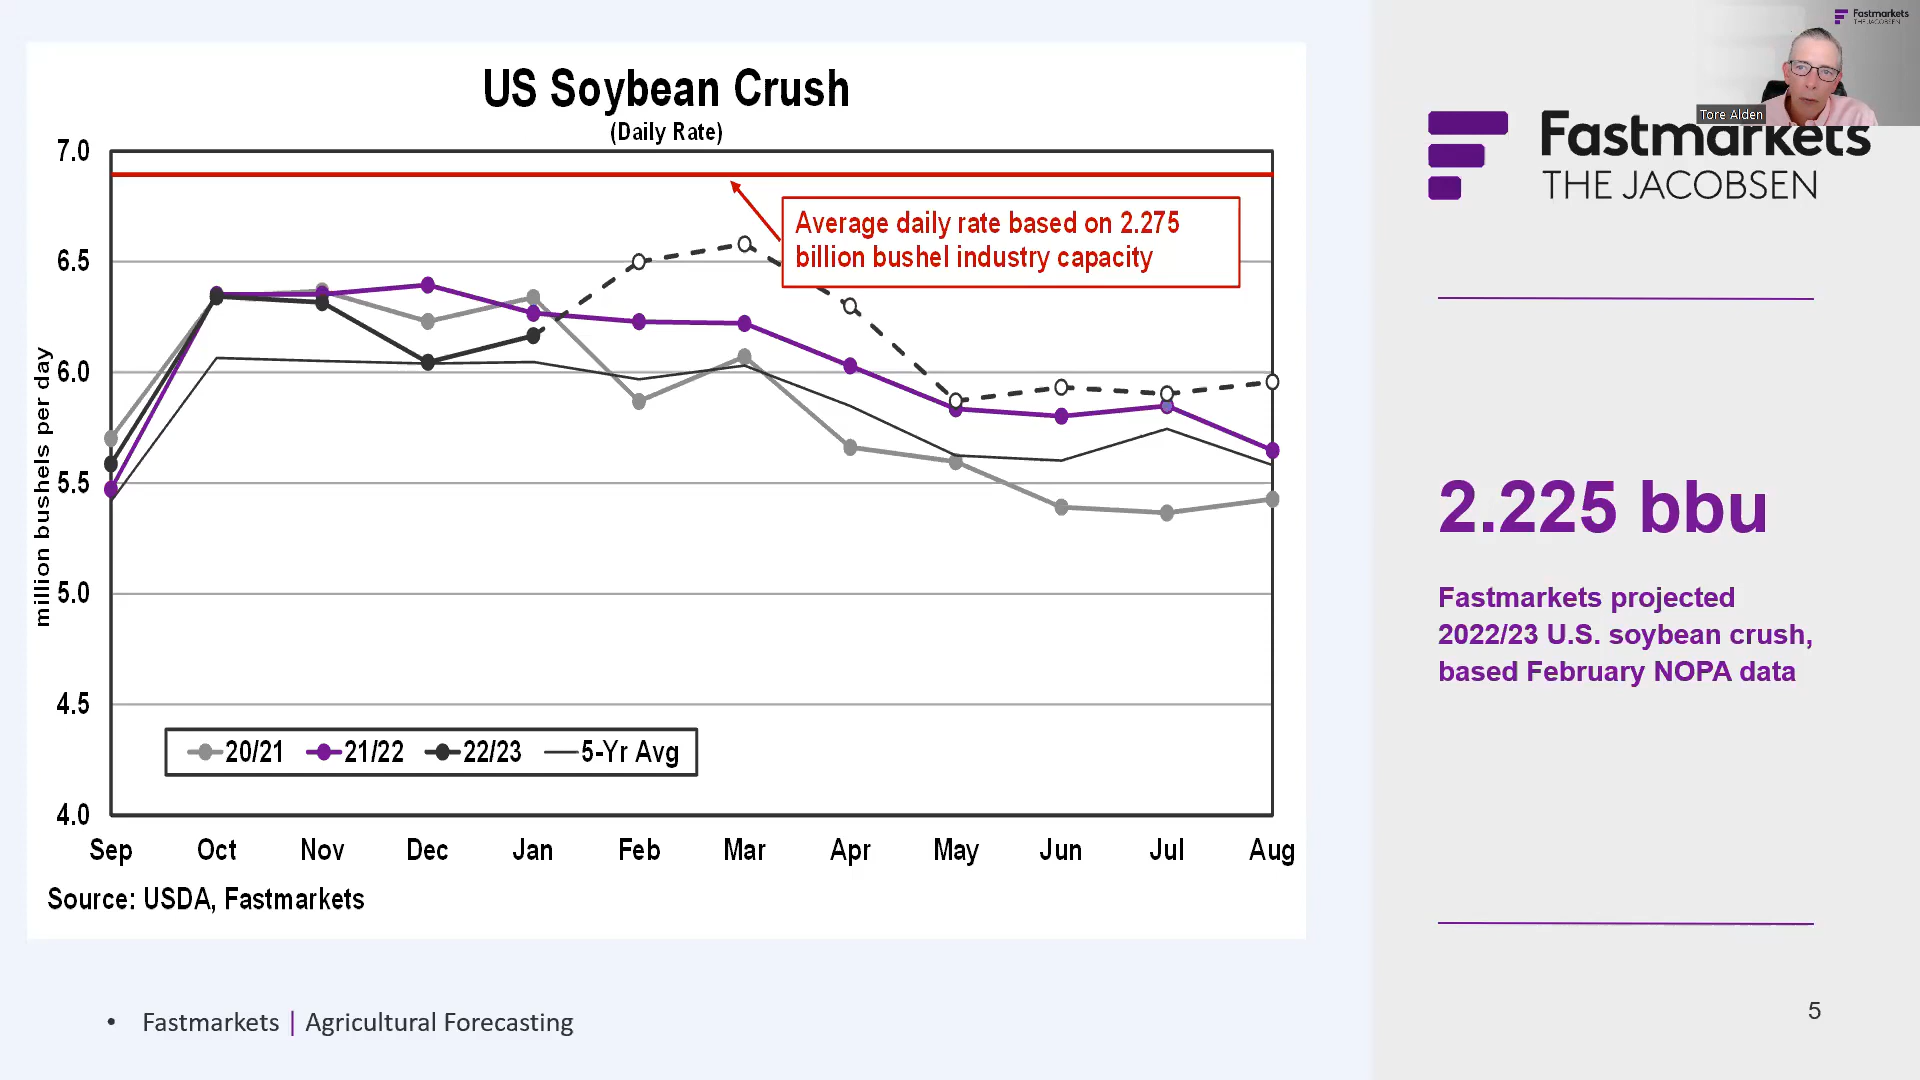 US Soybean Crush
(Daily Rate)
7.0
6.5
6.0
5.5
5.0
4.5
4.0
million bushels per day
Average daily rate based on 2.275
billion bushel industry capacity
20/21 21/22 22/23 5-Yr Avg
Sep Oct Nov Dec Jan Feb Mar Apr May Jun Jul Aug
Source: USDA, Fastmarkets
• Fastmarkets | Agricultural Forecasting
Fastmarkets
THE JACOBSEN
Tore Alden
Fastmarkets
THE JACOBSEN
2.225 bbu
Fastmarkets projected
2022/23 U.S. soybean crush,
based February NOPA data
5